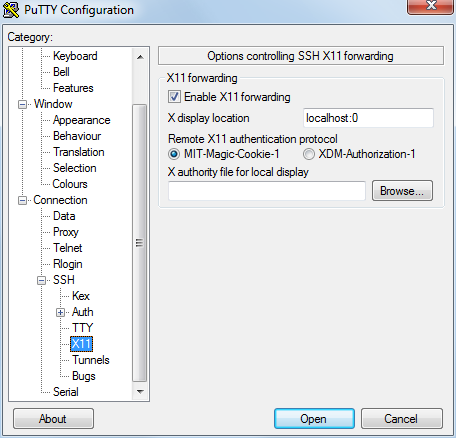 PuTTY Configuration
Category:
Keyboard
Bell
Features
Window
Appearance
Behaviour
Translation
Selection
Colours
Connection
Data
Proxy
Telnet
Rlogin
SSH
Kex
Auth
TTY
X11
Tunnels
Bugs
Serial
Options controlling SSH X11 forwarding
X11 forwarding
Enable X11 forwarding
X display location localhost:0
Remote X11 authentication protocol
MIT-Magic-Cookie-1 XDM-Authorization-1
X authority file for local display
Browse...
About Open Cancel